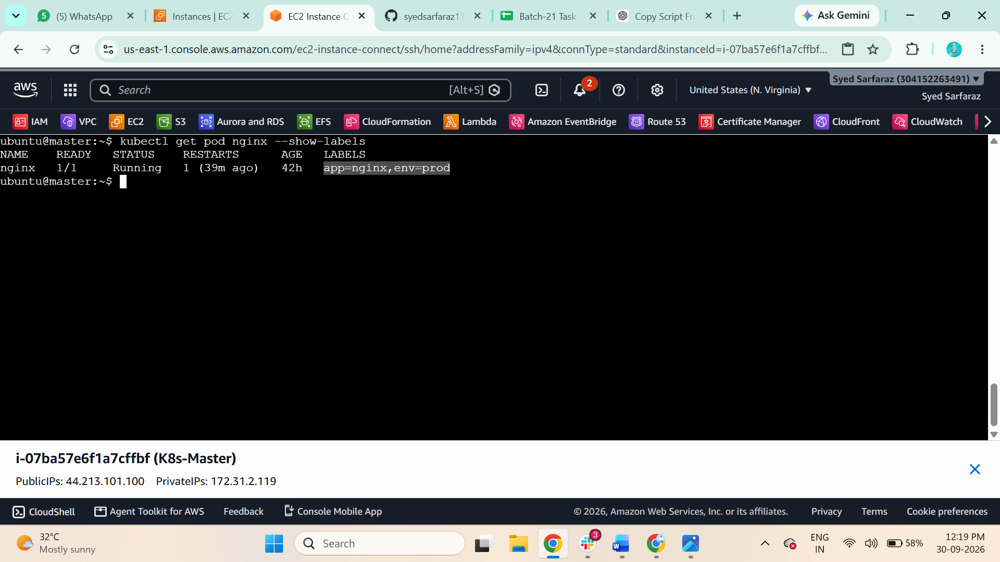 5
(5) WhatsApp
Instances | EC2
EC2 Instance C
syedsarfaraz17
Batch-21 Task
Copy Script Fro
Ask Gemini
us-east-1.console.aws.amazon.com/ec2-instance-connect/ssh/home?addressFamily=ipv4&connType=standard&instanceId=i-07ba57e6f1a7cffbf...
aws
Search
[Alt+S]
2
United States (N. Virginia)
Syed Sarfaraz (304152263491)
Syed Sarfaraz
IAM
VPC
EC2
S3
Aurora and RDS
EFS
CloudFormation
Lambda
Amazon EventBridge
Route 53
Certificate Manager
CloudFront
CloudWatch
ubuntu@master:~$ kubectl get pod nginx --show-labels
NAME READY STATUS RESTARTS AGE LABELS
nginx 1/1 Running 1 (39m ago) 42h app=nginx,env=prod
ubuntu@master:~$
i-07ba57e6f1a7cffbf (K8s-Master)
PublicIPs: 44.213.101.100 PrivateIPs: 172.31.2.119
CloudShell
Agent Toolkit for AWS
Feedback
Console Mobile App
© 2026, Amazon Web Services, Inc. or its affiliates.
Privacy
Terms
Cookie preferences
32°C
Mostly sunny
Search
3
ENG
IN
58%
12:19 PM
30-09-2026